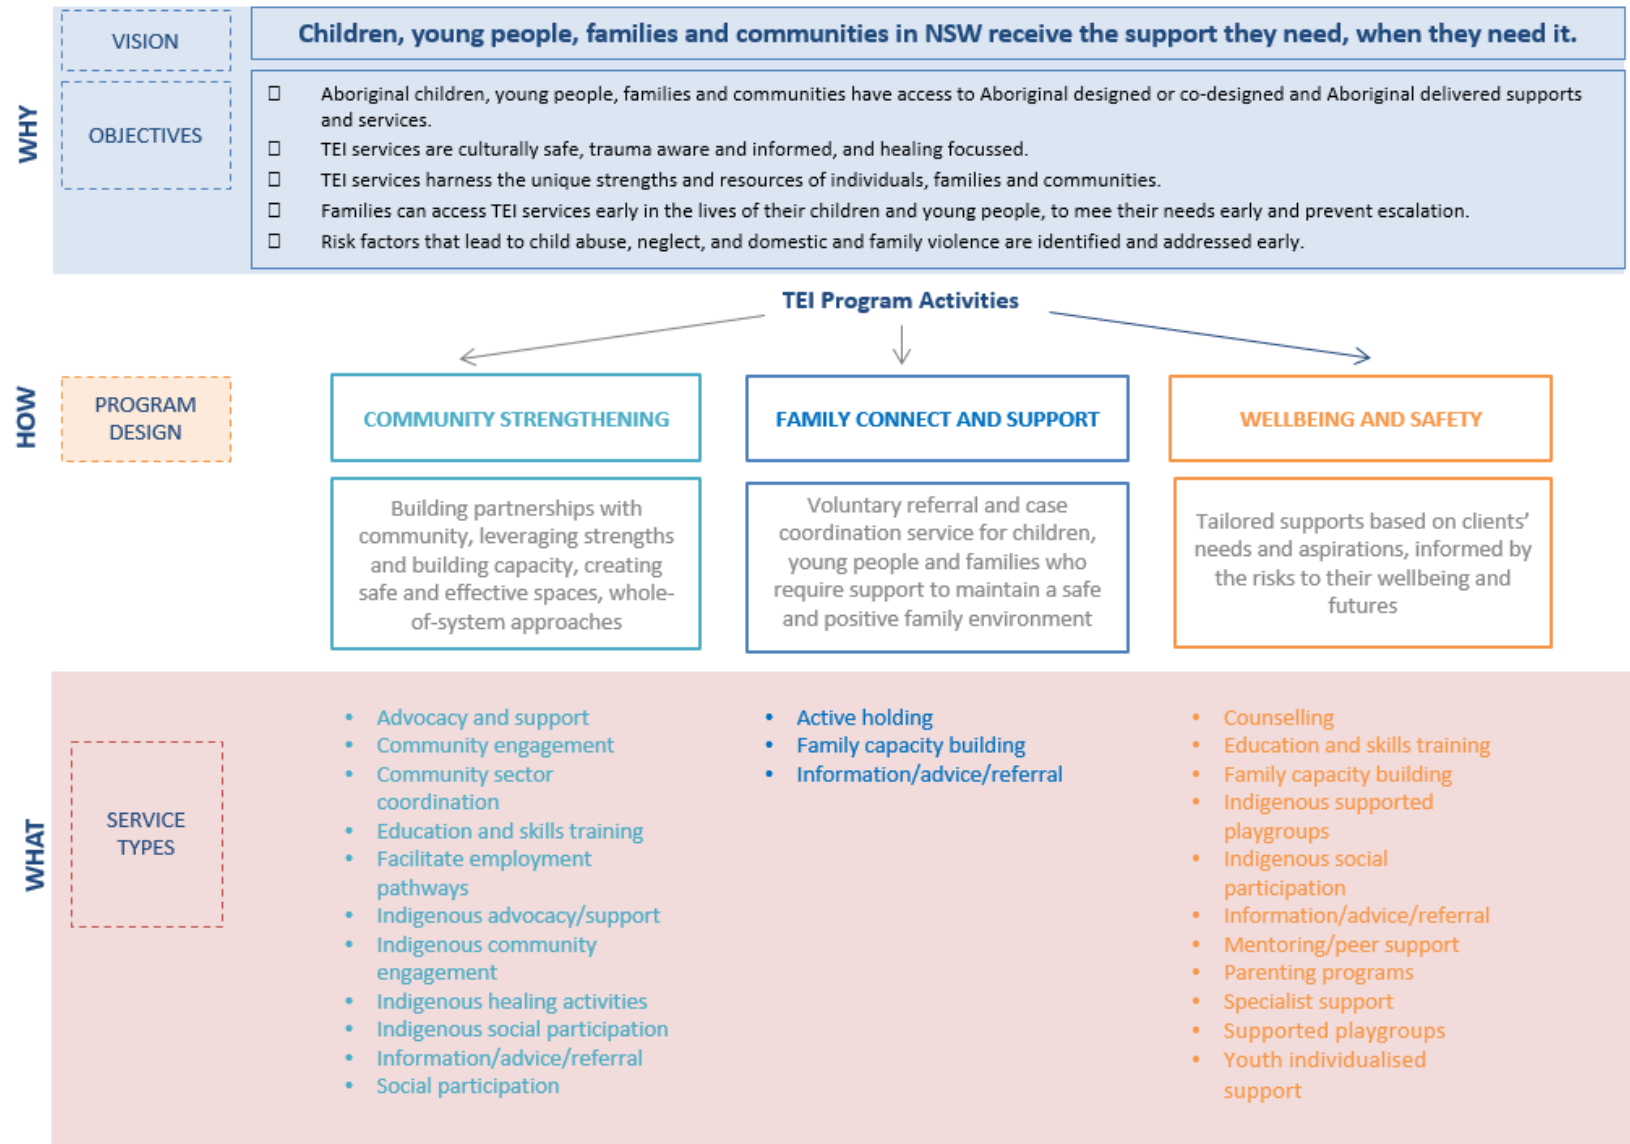 WHY
VISION
Children, young people, families and communities in NSW receive the support they need, when they need it.
OBJECTIVES
Aboriginal children, young people, families and communities have access to Aboriginal designed or co-designed and Aboriginal delivered supports
and services.
TEI services are culturally safe, trauma aware and informed, and healing focussed.
TEI services harness the unique strengths and resources of individuals, families and communities.
Families can access TEI services early in the lives of their children and young people, to mee their needs early and prevent escalation.
Risk factors that lead to child abuse, neglect, and domestic and family violence are identified and addressed early.
TEI Program Activities
HOW
PROGRAM
DESIGN
COMMUNITY STRENGTHENING
Building partnerships with
community, leveraging strengths
and building capacity, creating
safe and effective spaces, whole-
of-system approaches
FAMILY CONNECT AND SUPPORT
Voluntary referral and case
coordination service for children,
young people and families who
require support to maintain a safe
and positive family environment
WELLBEING AND SAFETY
Tailored supports based on clients'
needs and aspirations, informed by
the risks to their wellbeing and
futures
WHAT
SERVICE
TYPES
• Advocacy and support
• Community engagement
• Community sector
coordination
• Education and skills training
• Facilitate employment
pathways
• Indigenous advocacy/support
• Indigenous community
engagement
• Indigenous healing activities
• Indigenous social participation
• Information/advice/referral
• Social participation
• Active holding
• Family capacity building
• Information/advice/referral
• Counselling
• Education and skills training
• Family capacity building
• Indigenous supported
playgroups
• Indigenous social
participation
• Information/advice/referral
• Mentoring/peer support
• Parenting programs
• Specialist support
• Supported playgroups
• Youth individualised
support